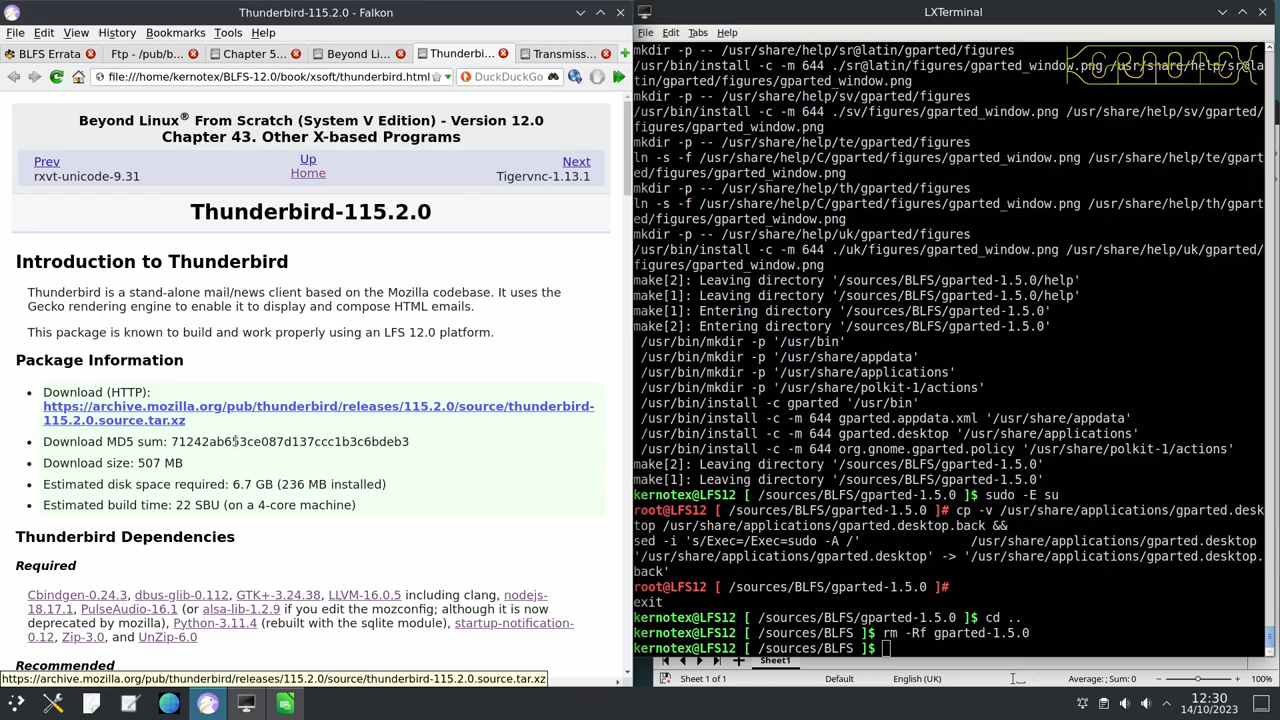 Thunderbird-115.2.0 - Falkon
File Edit View History Bookmarks Tools Help
BLFS Errata
Ftp - /pub/b...
Chapter 5...
Beyond Li...
Thunderbi...
Transmiss...
file:///home/kernotex/BLFS-12.0/book/xsoft/thunderbird.html
DuckDuckGo
Beyond Linux® From Scratch (System V Edition) - Version 12.0
Chapter 43. Other X-based Programs
Prev Up Next
rxvt-unicode-9.31 Home Tigervnc-1.13.1
Thunderbird-115.2.0
Introduction to Thunderbird
Thunderbird is a stand-alone mail/news client based on the Mozilla codebase. It uses the
Gecko rendering engine to enable it to display and compose HTML emails.
This package is known to build and work properly using an LFS 12.0 platform.
Package Information
Download (HTTP):
https://archive.mozilla.org/pub/thunderbird/releases/115.2.0/source/thunderbird-
115.2.0.source.tar.xz
Download MD5 sum: 71242ab653ce087d137ccc1b3c6bdeb3
Download size: 507 MB
Estimated disk space required: 6.7 GB (236 MB installed)
Estimated build time: 22 SBU (on a 4-core machine)
Thunderbird Dependencies
Required
Cbindgen-0.24.3, dbus-glib-0.112, GTK+-3.24.38, LLVM-16.0.5 including clang, nodejs-
18.17.1, PulseAudio-16.1 (or alsa-lib-1.2.9 if you edit the mozconfig; although it is now
deprecated by mozilla), Python-3.11.4 (rebuilt with the sqlite module), startup-notification-
0.12, Zip-3.0, and UnZip-6.0
Recommended
https://archive.mozilla.org/pub/thunderbird/releases/115.2.0/source/thunderbird-115.2.0.source.tar.xz
LXTerminal
File Edit Tabs Help
mkdir -p -- /usr/share/help/sr@latin/gparted/figures
/usr/bin/install -c -m 644 ./sr@latin/figures/gparted_window.png /usr/share/help/sr@la
tin/gparted/figures/gparted_window.png
mkdir -p -- /usr/share/help/sv/gparted/figures
/usr/bin/install -c -m 644 ./sv/figures/gparted_window.png /usr/share/help/sv/gparted/
figures/gparted_window.png
mkdir -p -- /usr/share/help/te/gparted/figures
ln -s -f /usr/share/help/C/gparted/figures/gparted_window.png /usr/share/help/te/gpart
ed/figures/gparted_window.png
mkdir -p -- /usr/share/help/th/gparted/figures
ln -s -f /usr/share/help/C/gparted/figures/gparted_window.png /usr/share/help/th/gpart
ed/figures/gparted_window.png
mkdir -p -- /usr/share/help/uk/gparted/figures
/usr/bin/install -c -m 644 ./uk/figures/gparted_window.png /usr/share/help/uk/gparted/
figures/gparted_window.png
make[2]: Leaving directory '/sources/BLFS/gparted-1.5.0/help'
make[1]: Leaving directory '/sources/BLFS/gparted-1.5.0/help'
make[1]: Entering directory '/sources/BLFS/gparted-1.5.0'
make[2]: Entering directory '/sources/BLFS/gparted-1.5.0'
/usr/bin/mkdir -p '/usr/bin'
/usr/bin/mkdir -p '/usr/share/appdata'
/usr/bin/mkdir -p '/usr/share/applications'
/usr/bin/mkdir -p '/usr/share/polkit-1/actions'
/usr/bin/install -c gparted '/usr/bin'
/usr/bin/install -c -m 644 gparted.appdata.xml '/usr/share/appdata'
/usr/bin/install -c -m 644 gparted.desktop '/usr/share/applications'
/usr/bin/install -c -m 644 org.gnome.gparted.policy '/usr/share/polkit-1/actions'
make[2]: Leaving directory '/sources/BLFS/gparted-1.5.0'
make[1]: Leaving directory '/sources/BLFS/gparted-1.5.0'
kernotex@LFS12 [ /sources/BLFS/gparted-1.5.0 ]$ sudo -E su
root@LFS12 [ /sources/BLFS/gparted-1.5.0 ]# cp -v /usr/share/applications/gparted.desk
top /usr/share/applications/gparted.desktop.back &&
sed -i 's/Exec=/Exec=sudo -A /' /usr/share/applications/gparted.desktop
'/usr/share/applications/gparted.desktop' -> '/usr/share/applications/gparted.desktop.
back'
root@LFS12 [ /sources/BLFS/gparted-1.5.0 ]#
exit
kernotex@LFS12 [ /sources/BLFS/gparted-1.5.0 ]$ cd ..
kernotex@LFS12 [ /sources/BLFS ]$ rm -Rf gparted-1.5.0
kernotex@LFS12 [ /sources/BLFS ]$
Sheet1
Sheet 1 of 1 Default English (UK) Average: ; Sum: 0 100%
12:30
14/10/2023